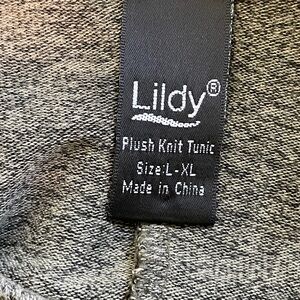 Lildy®
Plush Knit Tunic
Size:L-XL
Made in China